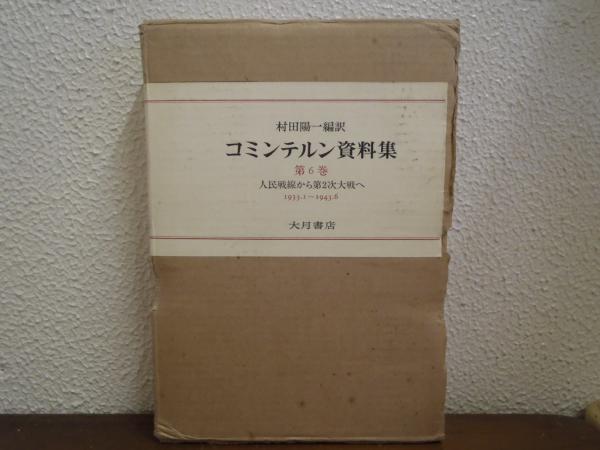 村田陽一編訳
コミンテルン資料集
第6巻
人民戦線から第2次大戦へ
1933.1〜1943.6
大月書店